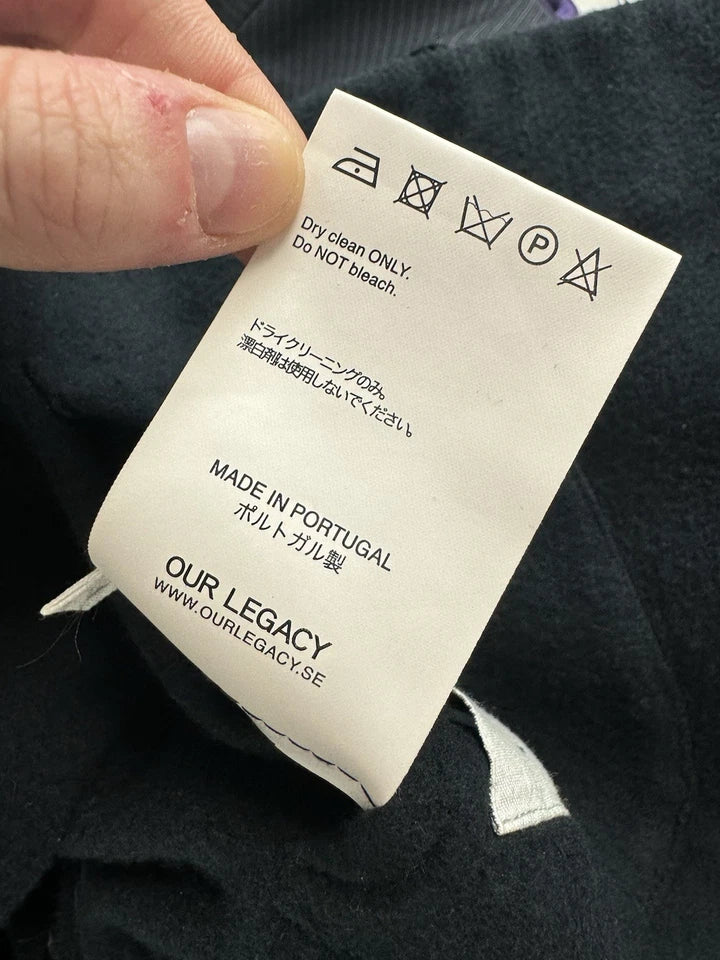 P
Dry clean ONLY.
Do NOT bleach.
ドライクリーニングのみ。
漂白剤は使用しないでください。
MADE IN PORTUGAL
ポルトガル製
OUR LEGACY
WWW.OURLEGACY.SE